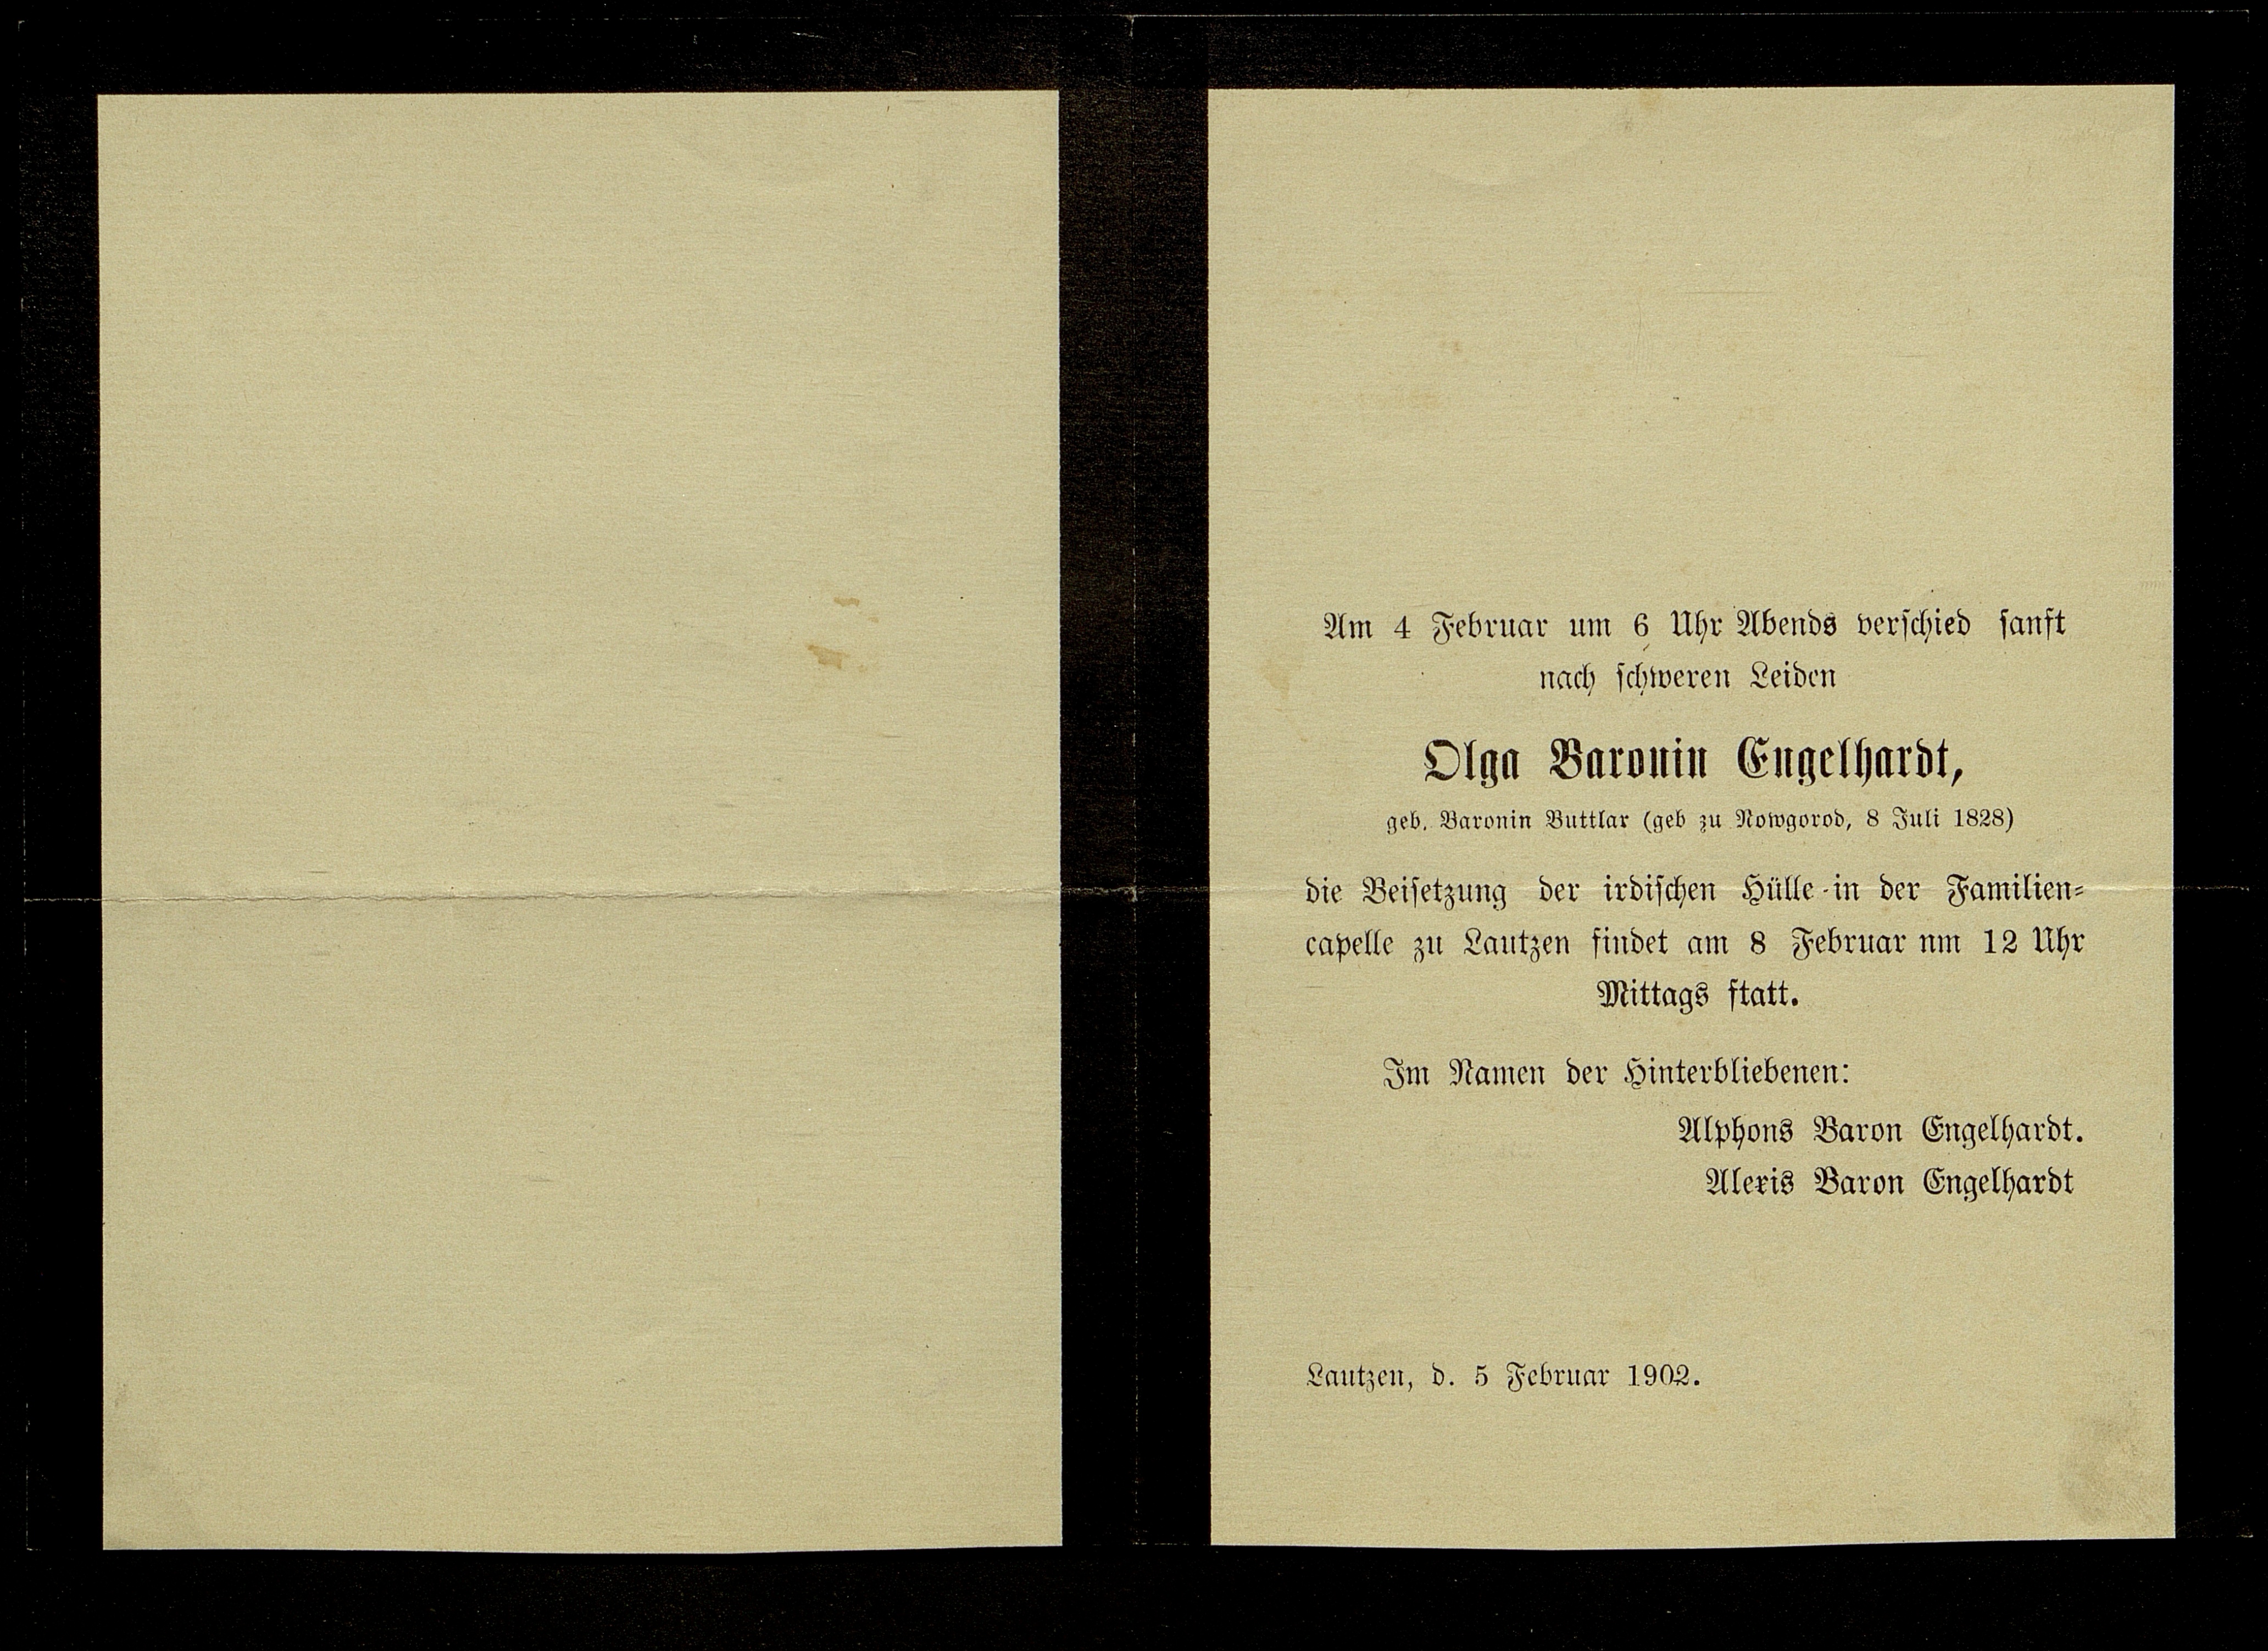 Am 4 Februar um 6 Uhr Abends verschied sanft
nach schweren Leiden
Olga Baronin Engelhardt,
geb. Baronin Buttlar (geb zu Nowgorod, 8 Juli 1828)
die Beisetzung der irdischen Hülle in der Familien-
capelle zu Lautzen findet am 8 Februar nm 12 Uhr
Mittags statt.
Im Namen der Hinterbliebenen:
Alphons Baron Engelhardt.
Alexis Baron Engelhardt
Lautzen, d. 5 Februar 1902.